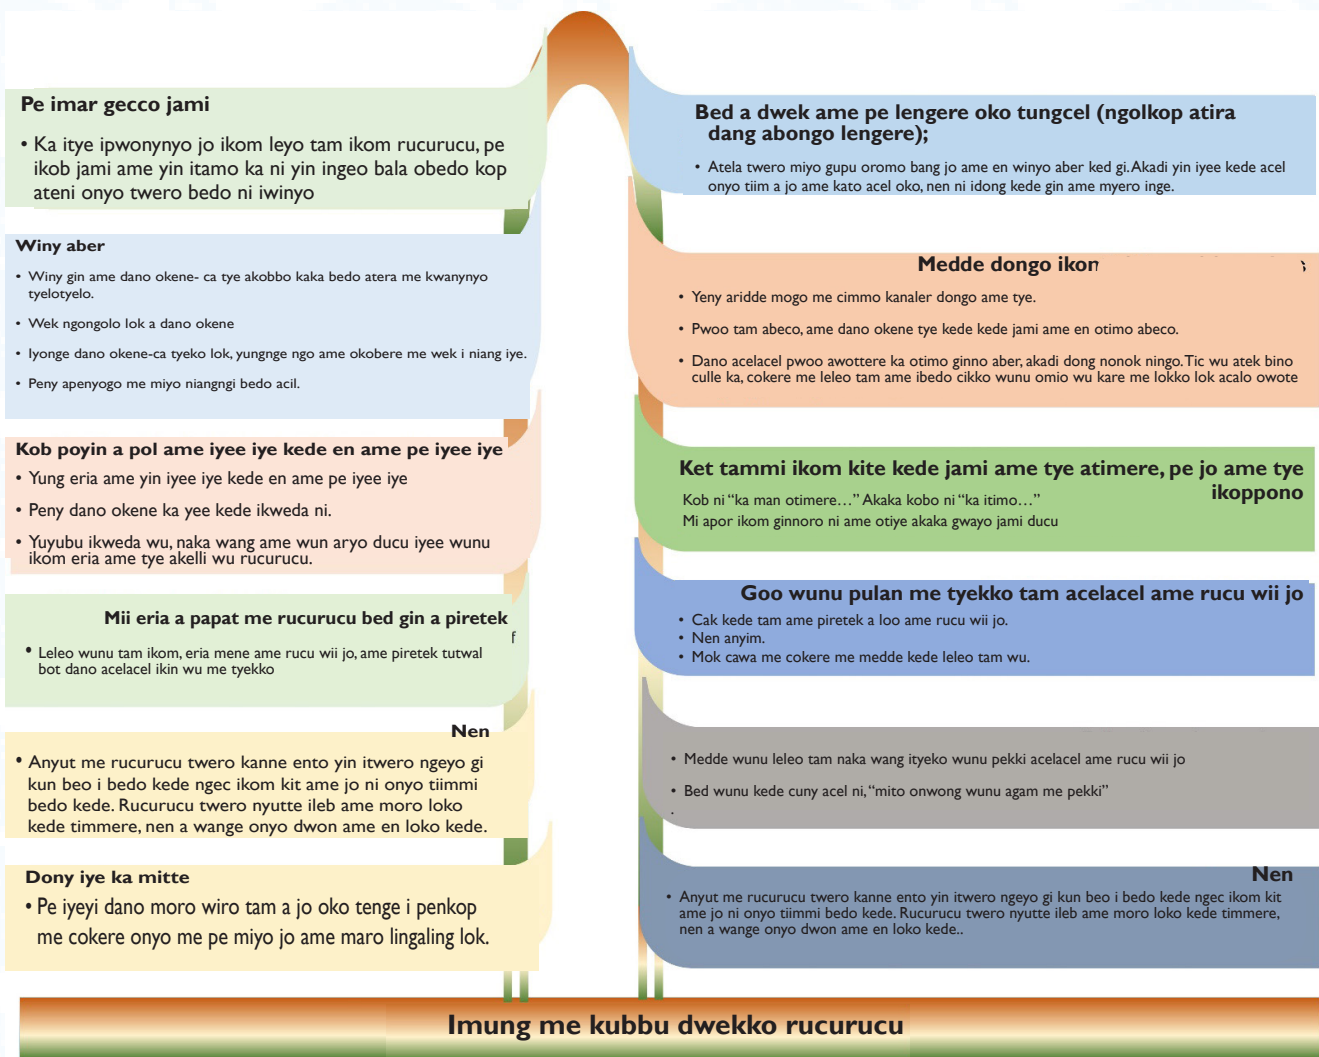 Pe imar gecco jami
• Ka itye ipwonynyo jo ikom leyo tam ikom rucurucu, pe
ikob jami ame yin itamo ka ni yin ingeo bala obedo kop
ateni onyo twero bedo ni iwinyo
Winy aber
• Winy gin ame dano okene- ca tye akobbo kaka bedo atera me kwanynyo
tyelotyelo.
• Wek ngongolo lok a dano okene
• Iyonge dano okene-ca tyeko lok, yungnge ngo ame okobere me wek i niang iye.
• Peny apenyogo me miyo niangngi bedo acil.
Kob poyin a pol ame iyee iye kede en ame pe iyee iye
• Yung eria ame yin iyee iye kede en ame pe iyee iye
• Peny dano okene ka yee kede ikweda ni.
• Yuyubu ikweda wu, naka wang ame wun aryo ducu iyee wunu
ikom eria ame tye akelli wu rucurucu.
Mii eria a papat me rucurucu bed gin a piretek
f
• Leleo wunu tam ikom, eria mene ame rucu wii jo, ame piretek tutwal
bot dano acelacel ikin wu me tyekko
Nen
• Anyut me rucurucu twero kanne ento yin itwero ngeyo gi
kun beo i bedo kede ngec ikom kit ame jo ni onyo tiimmi
bedo kede. Rucurucu twero nyutte ileb ame moro loko
kede timmere, nen a wange onyo dwon ame en loko kede.
Dony iye ka mitte
• Pe iyeyi dano moro wiro tam a jo oko tenge i penkop
me cokere onyo me pe miyo jo ame maro lingaling lok.
Bed a dwek ame pe lengere oko tungcel (ngolkop atira
dang abongo lengere);
• Atela twero miyo gupu oromo bang jo ame en winyo aber ked gi. Akadi yin iyee kede acel
onyo tiim a jo ame kato acel oko, nen ni idong kede gin ame myero inge.
Medde dongo ikon
• Yeny aridde mogo me cimmo kanaler dongo ame tye.
• Pwoo tam abeco, ame dano okene tye kede kede jami ame en otimo abeco.
• Dano acelacel pwoo awottere ka otimo ginno aber, akadi dong nonok ningo. Tic wu atek bino
culle ka, cokere me leleo tam ame ibedo cikko wunu omio wu kare me lokko lok acalo owote
Ket tammi ikom kite kede jami ame tye atimere, pe jo ame tye
ikoppono
Kob ni “ka man otimere…” Akaka kobo ni “ka itimo…”
Mi apor ikom ginnoro ni ame otiye akaka gwayo jami ducu
Goo wunu pulan me tyekko tam acelacel ame rucu wii jo
• Cak kede tam ame piretek a loo ame rucu wii jo.
• Nen anyim.
• Mok cawa me cokere me medde kede leleo tam wu.
• Medde wunu leleo tam naka wang ityeko wunu pekki acelacel ame rucu wii jo
• Bed wunu kede cuny acel ni, “mito onwong wunu agam me pekki”
.
Nen
• Anyut me rucurucu twero kanne ento yin itwero ngeyo gi kun beo i bedo kede ngec ikom kit
ame jo ni onyo tiimmi bedo kede. Rucurucu twero nyutte ileb ame moro loko kede timmere,
nen a wange onyo dwon ame en loko kede..
Imung me kubbu dwekko rucurucu